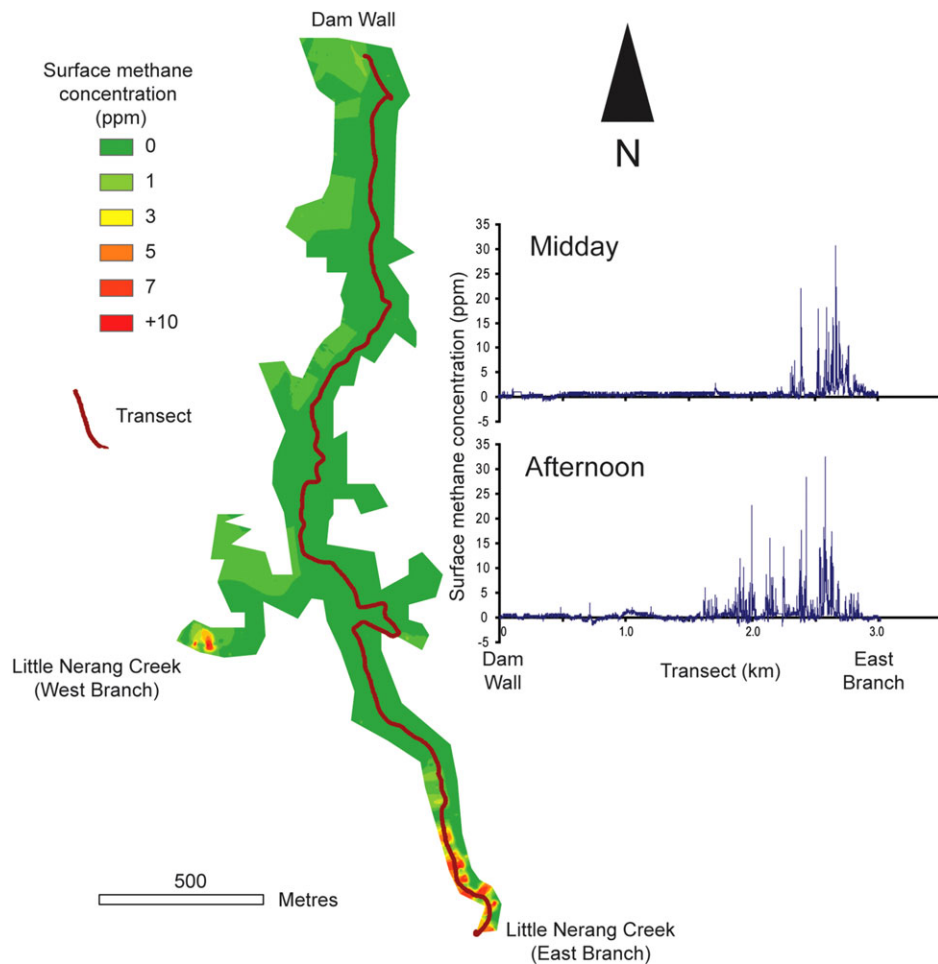 Dam Wall
Surface methane
concentration
(ppm)
0
1
3
5
7
+10
Transect
N
Surface methane concentration (ppm)
35
30
25
20
15
10
5
0
-5
Midday
35
30
25
20
15
10
5
0
-5
Afternoon
0 1.0 2.0 3.0
Dam
Wall
Transect (km)
East
Branch
Little Nerang Creek
(West Branch)
500
Metres
Little Nerang Creek
(East Branch)